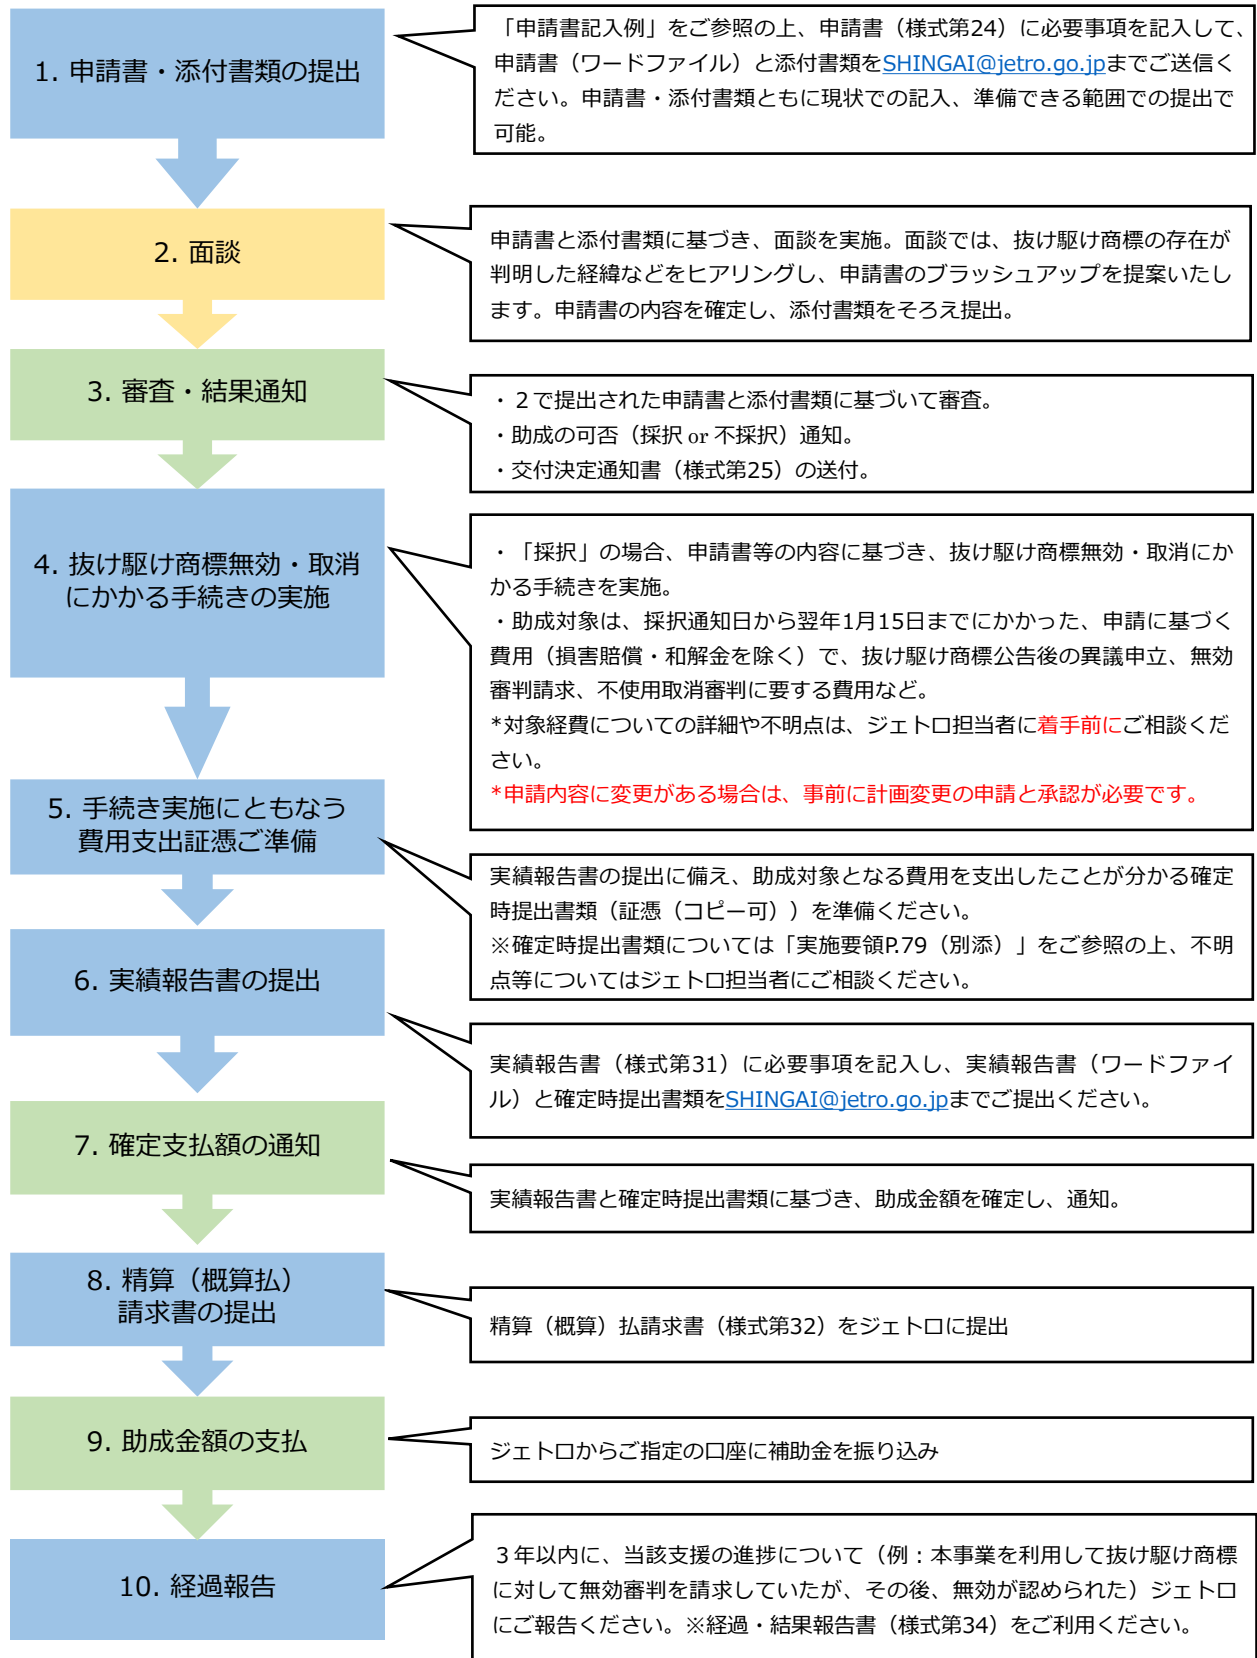 1. 申請書・添付書類の提出
「申請書記入例」をご参照の上、申請書（様式第24）に必要事項を記入して、
申請書（ワードファイル）と添付書類をSHINGAI@jetro.go.jpまでご送信く
ださい。申請書・添付書類ともに現状での記入、準備できる範囲での提出で
可能。
2. 面談
申請書と添付書類に基づき、面談を実施。面談では、抜け駆け商標の存在が
判明した経緯などをヒアリングし、申請書のブラッシュアップを提案いたし
ます。申請書の内容を確定し、添付書類をそろえ提出。
3. 審査・結果通知
・２で提出された申請書と添付書類に基づいて審査。
・助成の可否（採択 or 不採択）通知。
・交付決定通知書（様式第25）の送付。
4. 抜け駆け商標無効・取消
にかかる手続きの実施
・「採択」の場合、申請書等の内容に基づき、抜け駆け商標無効・取消にか
かる手続きを実施。
・助成対象は、採択通知日から翌年1月15日までにかかった、申請に基づく
費用（損害賠償・和解金を除く）で、抜け駆け商標公告後の異議申立、無効
審判請求、不使用取消審判に要する費用など。
*対象経費についての詳細や不明点は、ジェトロ担当者に着手前にご相談くだ
さい。
*申請内容に変更がある場合は、事前に計画変更の申請と承認が必要です。
5. 手続き実施にともなう
費用支出証憑ご準備
実績報告書の提出に備え、助成対象となる費用を支出したことが分かる確定
時提出書類（証憑（コピー可））を準備ください。
※確定時提出書類については「実施要領P.79（別添）」をご参照の上、不明
点等についてはジェトロ担当者にご相談ください。
6. 実績報告書の提出
実績報告書（様式第31）に必要事項を記入し、実績報告書（ワードファイ
ル）と確定時提出書類をSHINGAI@jetro.go.jpまでご提出ください。
7. 確定支払額の通知
実績報告書と確定時提出書類に基づき、助成金額を確定し、通知。
8. 精算（概算払）
請求書の提出
精算（概算）払請求書（様式第32）をジェトロに提出
9. 助成金額の支払
ジェトロからご指定の口座に補助金を振り込み
10. 経過報告
３年以内に、当該支援の進捗について（例：本事業を利用して抜け駆け商標
に対して無効審判を請求していたが、その後、無効が認められた）ジェトロ
にご報告ください。※経過・結果報告書（様式第34）をご利用ください。